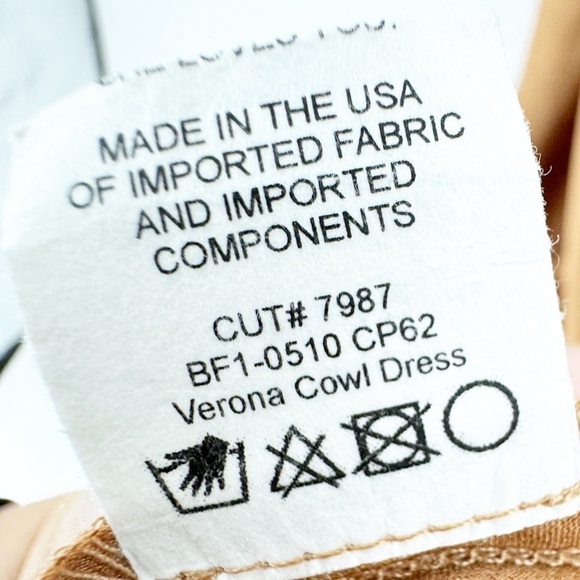 MADE IN THE USA
OF IMPORTED FABRIC
AND IMPORTED
COMPONENTS
CUT# 7987
BF1-0510 CP62
Verona Cowl Dress